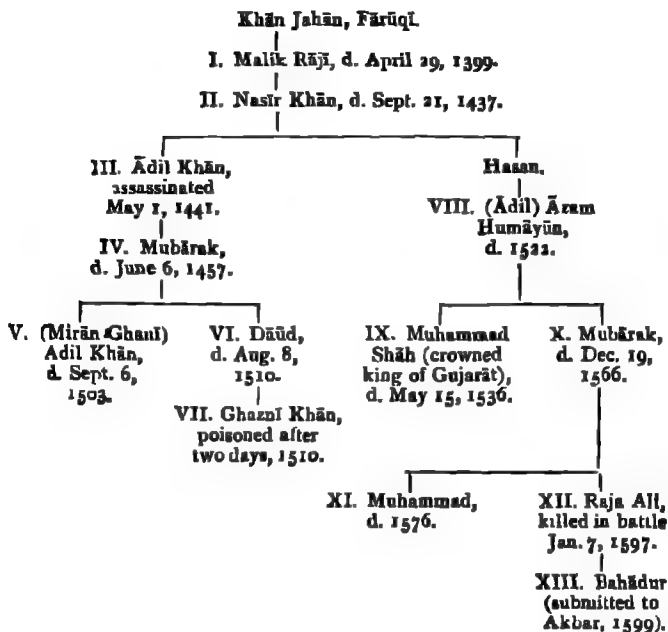 Khān Jahān, Fārūqī.
I. Malik Rājī, d. April 29, 1399.
II. Nasīr Khān, d. Sept. 21, 1437.
III. Ādil Khān,
assassinated
May 1, 1441.
IV. Mubārak,
d. June 6, 1457.
V. (Mirān Ghanī)
Adil Khān,
d. Sept. 6,
1503.
VI. Dāūd,
d. Aug. 8,
1510.
VII. Ghaznī Khān,
poisoned after
two days, 1510.
Hasan.
VIII. (Ādil) Āzam
Humāyūn,
d. 1522.
IX. Muhammad
Shāh (crowned
king of Gujarāt),
d. May 15, 1536.
X. Mubārak,
d. Dec. 19,
1566.
XI. Muhammad,
d. 1576.
XII. Raja Alī,
killed in battle
Jan. 7, 1597.
XIII. Bahādur
(submitted to
Akbar, 1599).